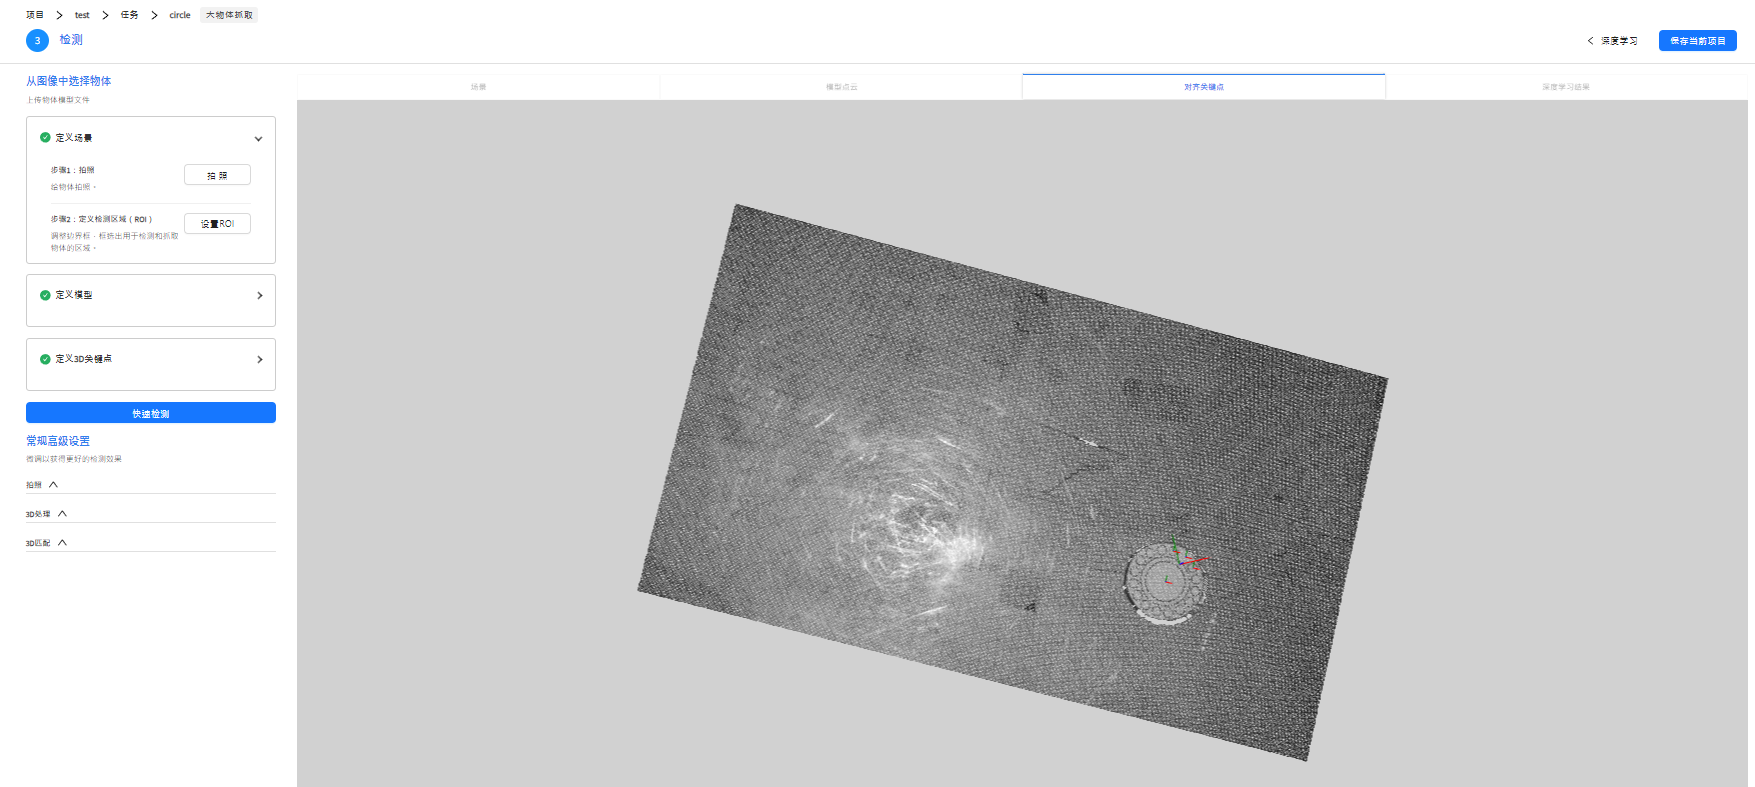 项目 > test > 任务 > circle 大物体抓取
3 检测
< 深度学习
保存当前项目
从图像中选择物体
上传物体模型文件
定义场景
步骤1：拍照
给物体拍照。
拍 照
步骤2：定义检测区域（ROI）
调整边界框，框选出用于检测和抓取
物体的区域。
设置ROI
定义模型
定义3D关键点
快速检测
常规高级设置
微调以获得更好的检测效果
拍照
3D处理
3D匹配
场景
模型点云
对齐关键点
深度学习结果